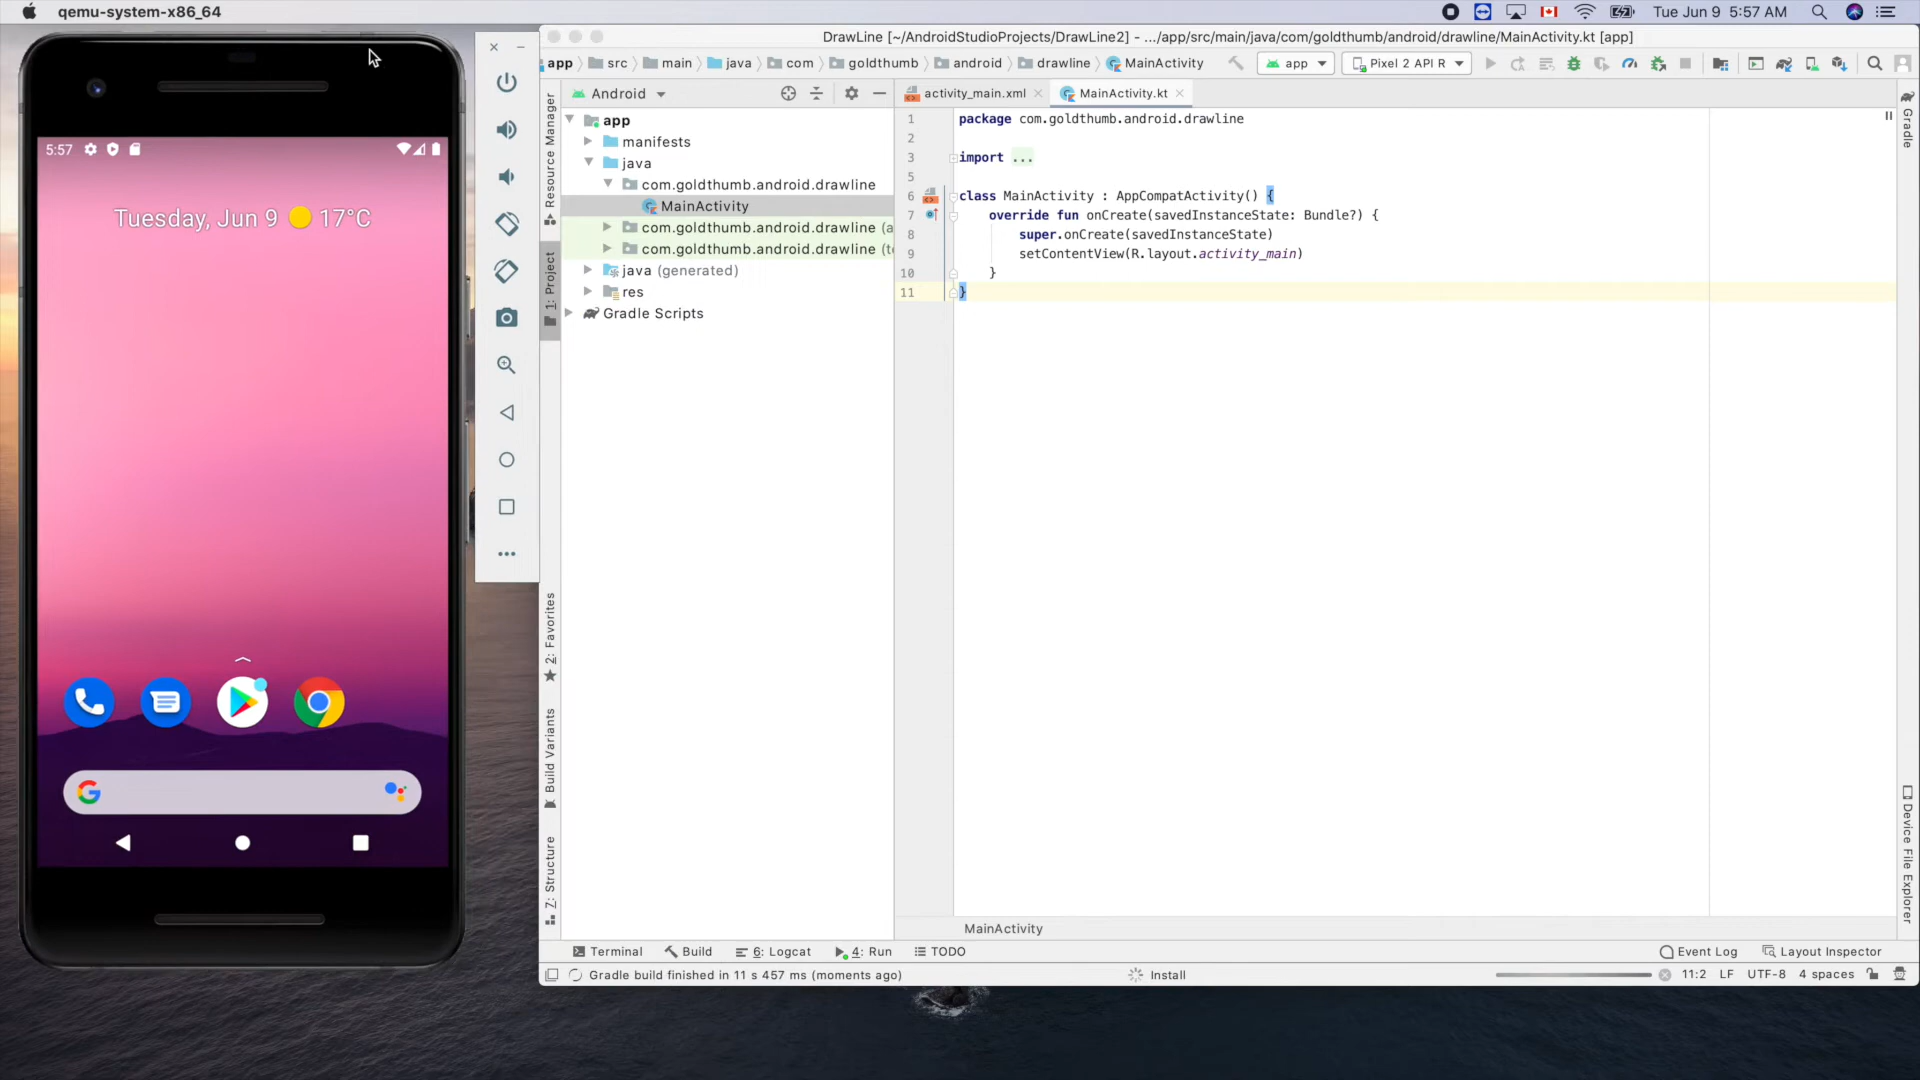 qemu-system-x86_64
Tue Jun 9 5:57 AM
DrawLine [~/AndroidStudioProjects/DrawLine2] - .../app/src/main/java/com/goldthumb/android/drawline/MainActivity.kt [app]
app
src
main
java
com
goldthumb
android
drawline
MainActivity
app
Pixel 2 API R
Android
activity_main.xml
MainActivity.kt
app
manifests
java
com.goldthumb.android.drawline
MainActivity
com.goldthumb.android.drawline (a
com.goldthumb.android.drawline (t
java (generated)
res
Gradle Scripts
1 package com.goldthumb.android.drawline
2
3 import ...
5
6 class MainActivity : AppCompatActivity() {
7 override fun onCreate(savedInstanceState: Bundle?) {
8 super.onCreate(savedInstanceState)
9 setContentView(R.layout.activity_main)
10 }
11 }
Resource Manager
1: Project
2: Favorites
Build Variants
Z: Structure
Gradle
Device File Explorer
5:57
Tuesday, Jun 9 17°C
G
MainActivity
Terminal
Build
6: Logcat
4: Run
TODO
Event Log
Layout Inspector
Gradle build finished in 11 s 457 ms (moments ago)
Install
11:2
LF
UTF-8
4 spaces